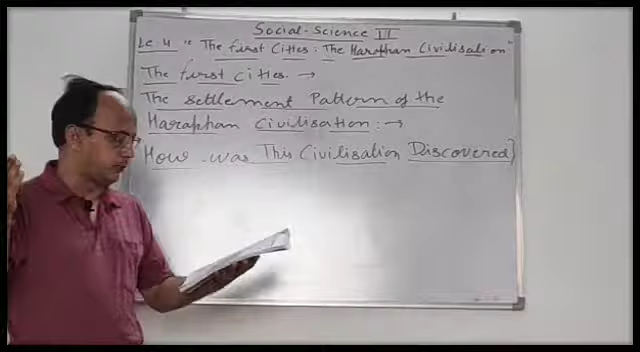 Social-Science II
Le. 4 "The first Cities: The Harappan Civilisation"
The first cities. →
The settlement Pattern of the
Harappan civilisation:→
How was This Civilisation Discovered}